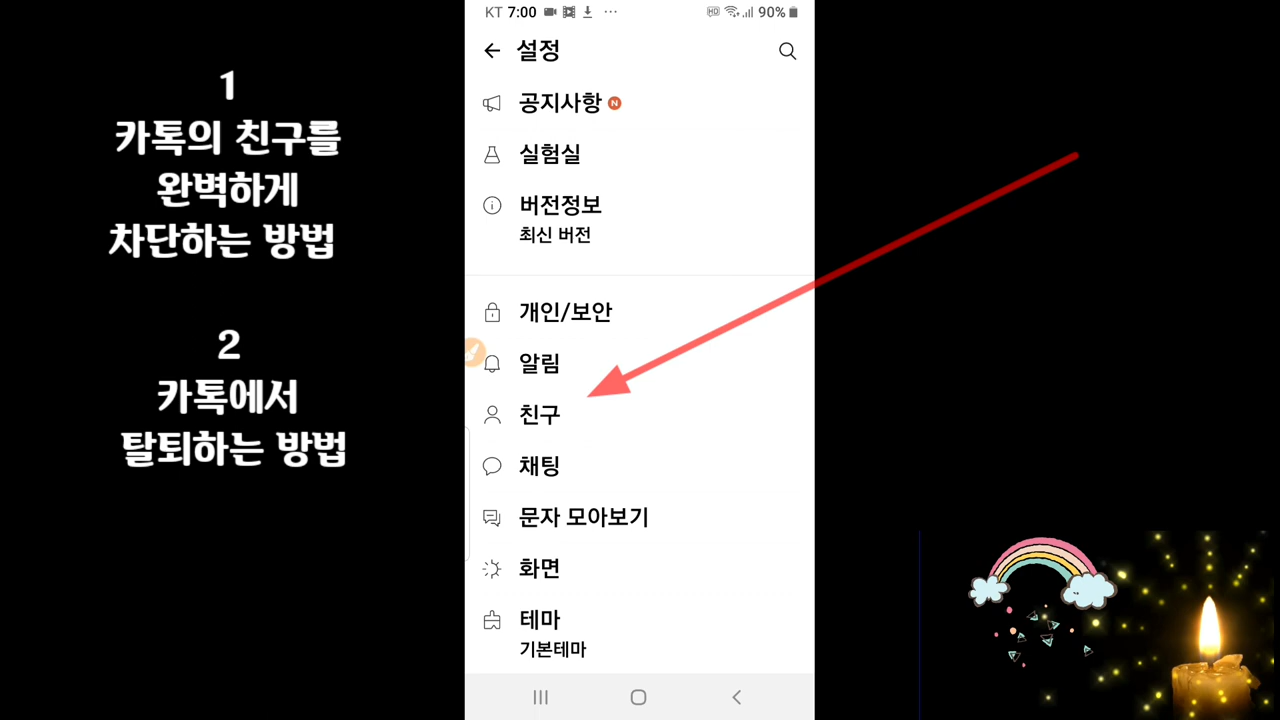 1
카톡의 친구를
완벽하게
차단하는 방법
2
카톡에서
탈퇴하는 방법
KT 7:00 HD 90%
설정
공지사항 N
실험실
버전정보
최신 버전
개인/보안
알림
친구
채팅
문자 모아보기
화면
테마
기본테마